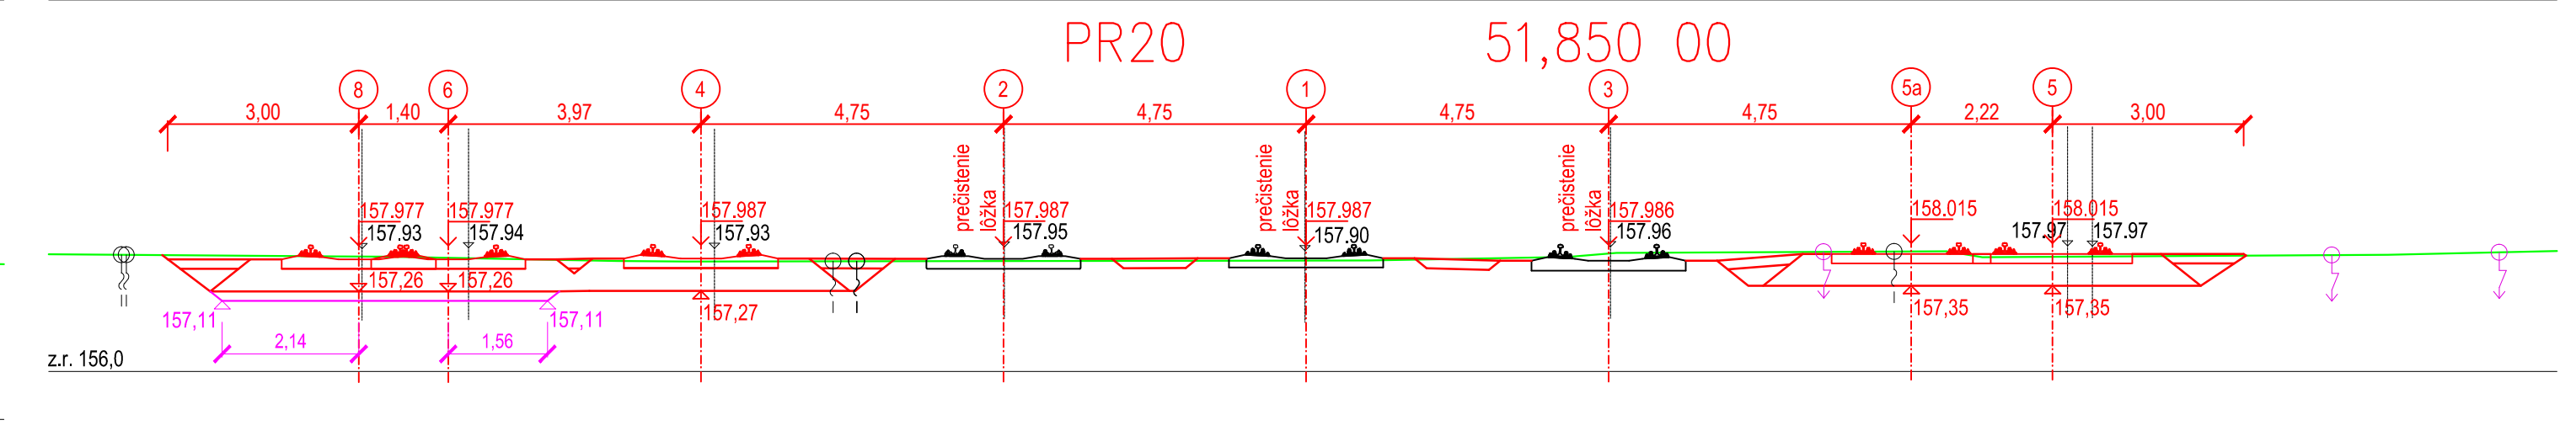 PR20 51,850 00
8 6 4 2 1 3 5a 5
3,00 1,40 3,97 4,75 4,75 4,75 4,75 2,22 3,00
prečistenie
lôžka
prečistenie
lôžka
prečistenie
lôžka
157.977 157.977 157.987 157.987 157.987 157.986 158.015 158.015
157.93 157.94 157.93 157.95 157.90 157.96 157.97 157.97
157,26 157,26
157,27 157,35 157,35
157,11 157,11
2,14 1,56
z.r. 156,0